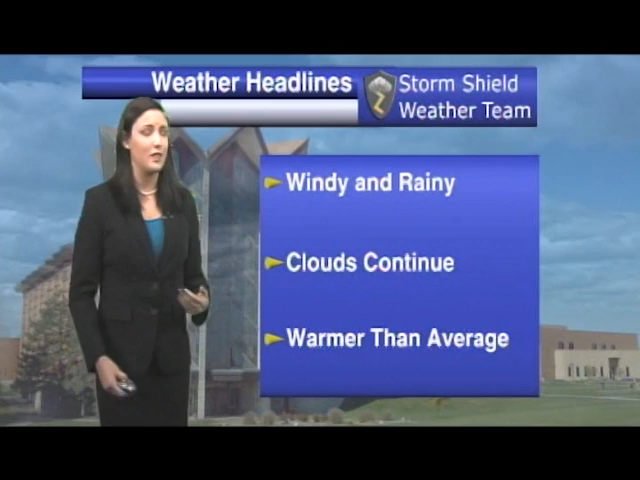 Weather Headlines
Storm Shield
Weather Team
Windy and Rainy
Clouds Continue
Warmer Than Average